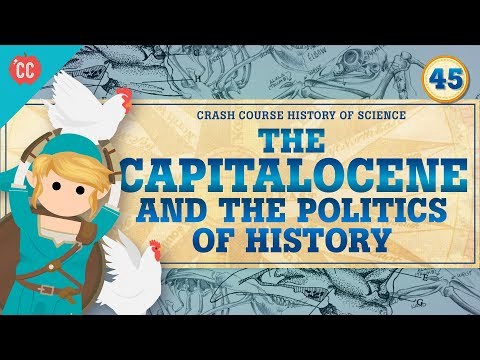 CC
45
CRASH COURSE HISTORY OF SCIENCE
THE
CAPITALOCENE
AND THE POLITICS
OF HISTORY